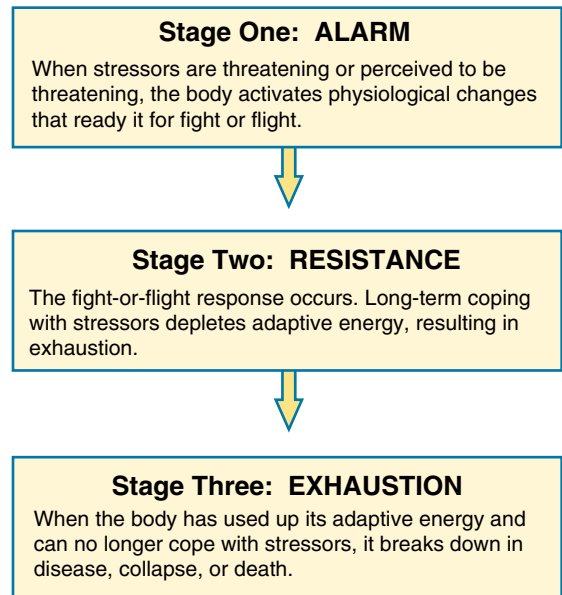 Stage One: ALARM
When stressors are threatening or perceived to be
threatening, the body activates physiological changes
that ready it for fight or flight.
Stage Two: RESISTANCE
The fight-or-flight response occurs. Long-term coping
with stressors depletes adaptive energy, resulting in
exhaustion.
Stage Three: EXHAUSTION
When the body has used up its adaptive energy and
can no longer cope with stressors, it breaks down in
disease, collapse, or death.